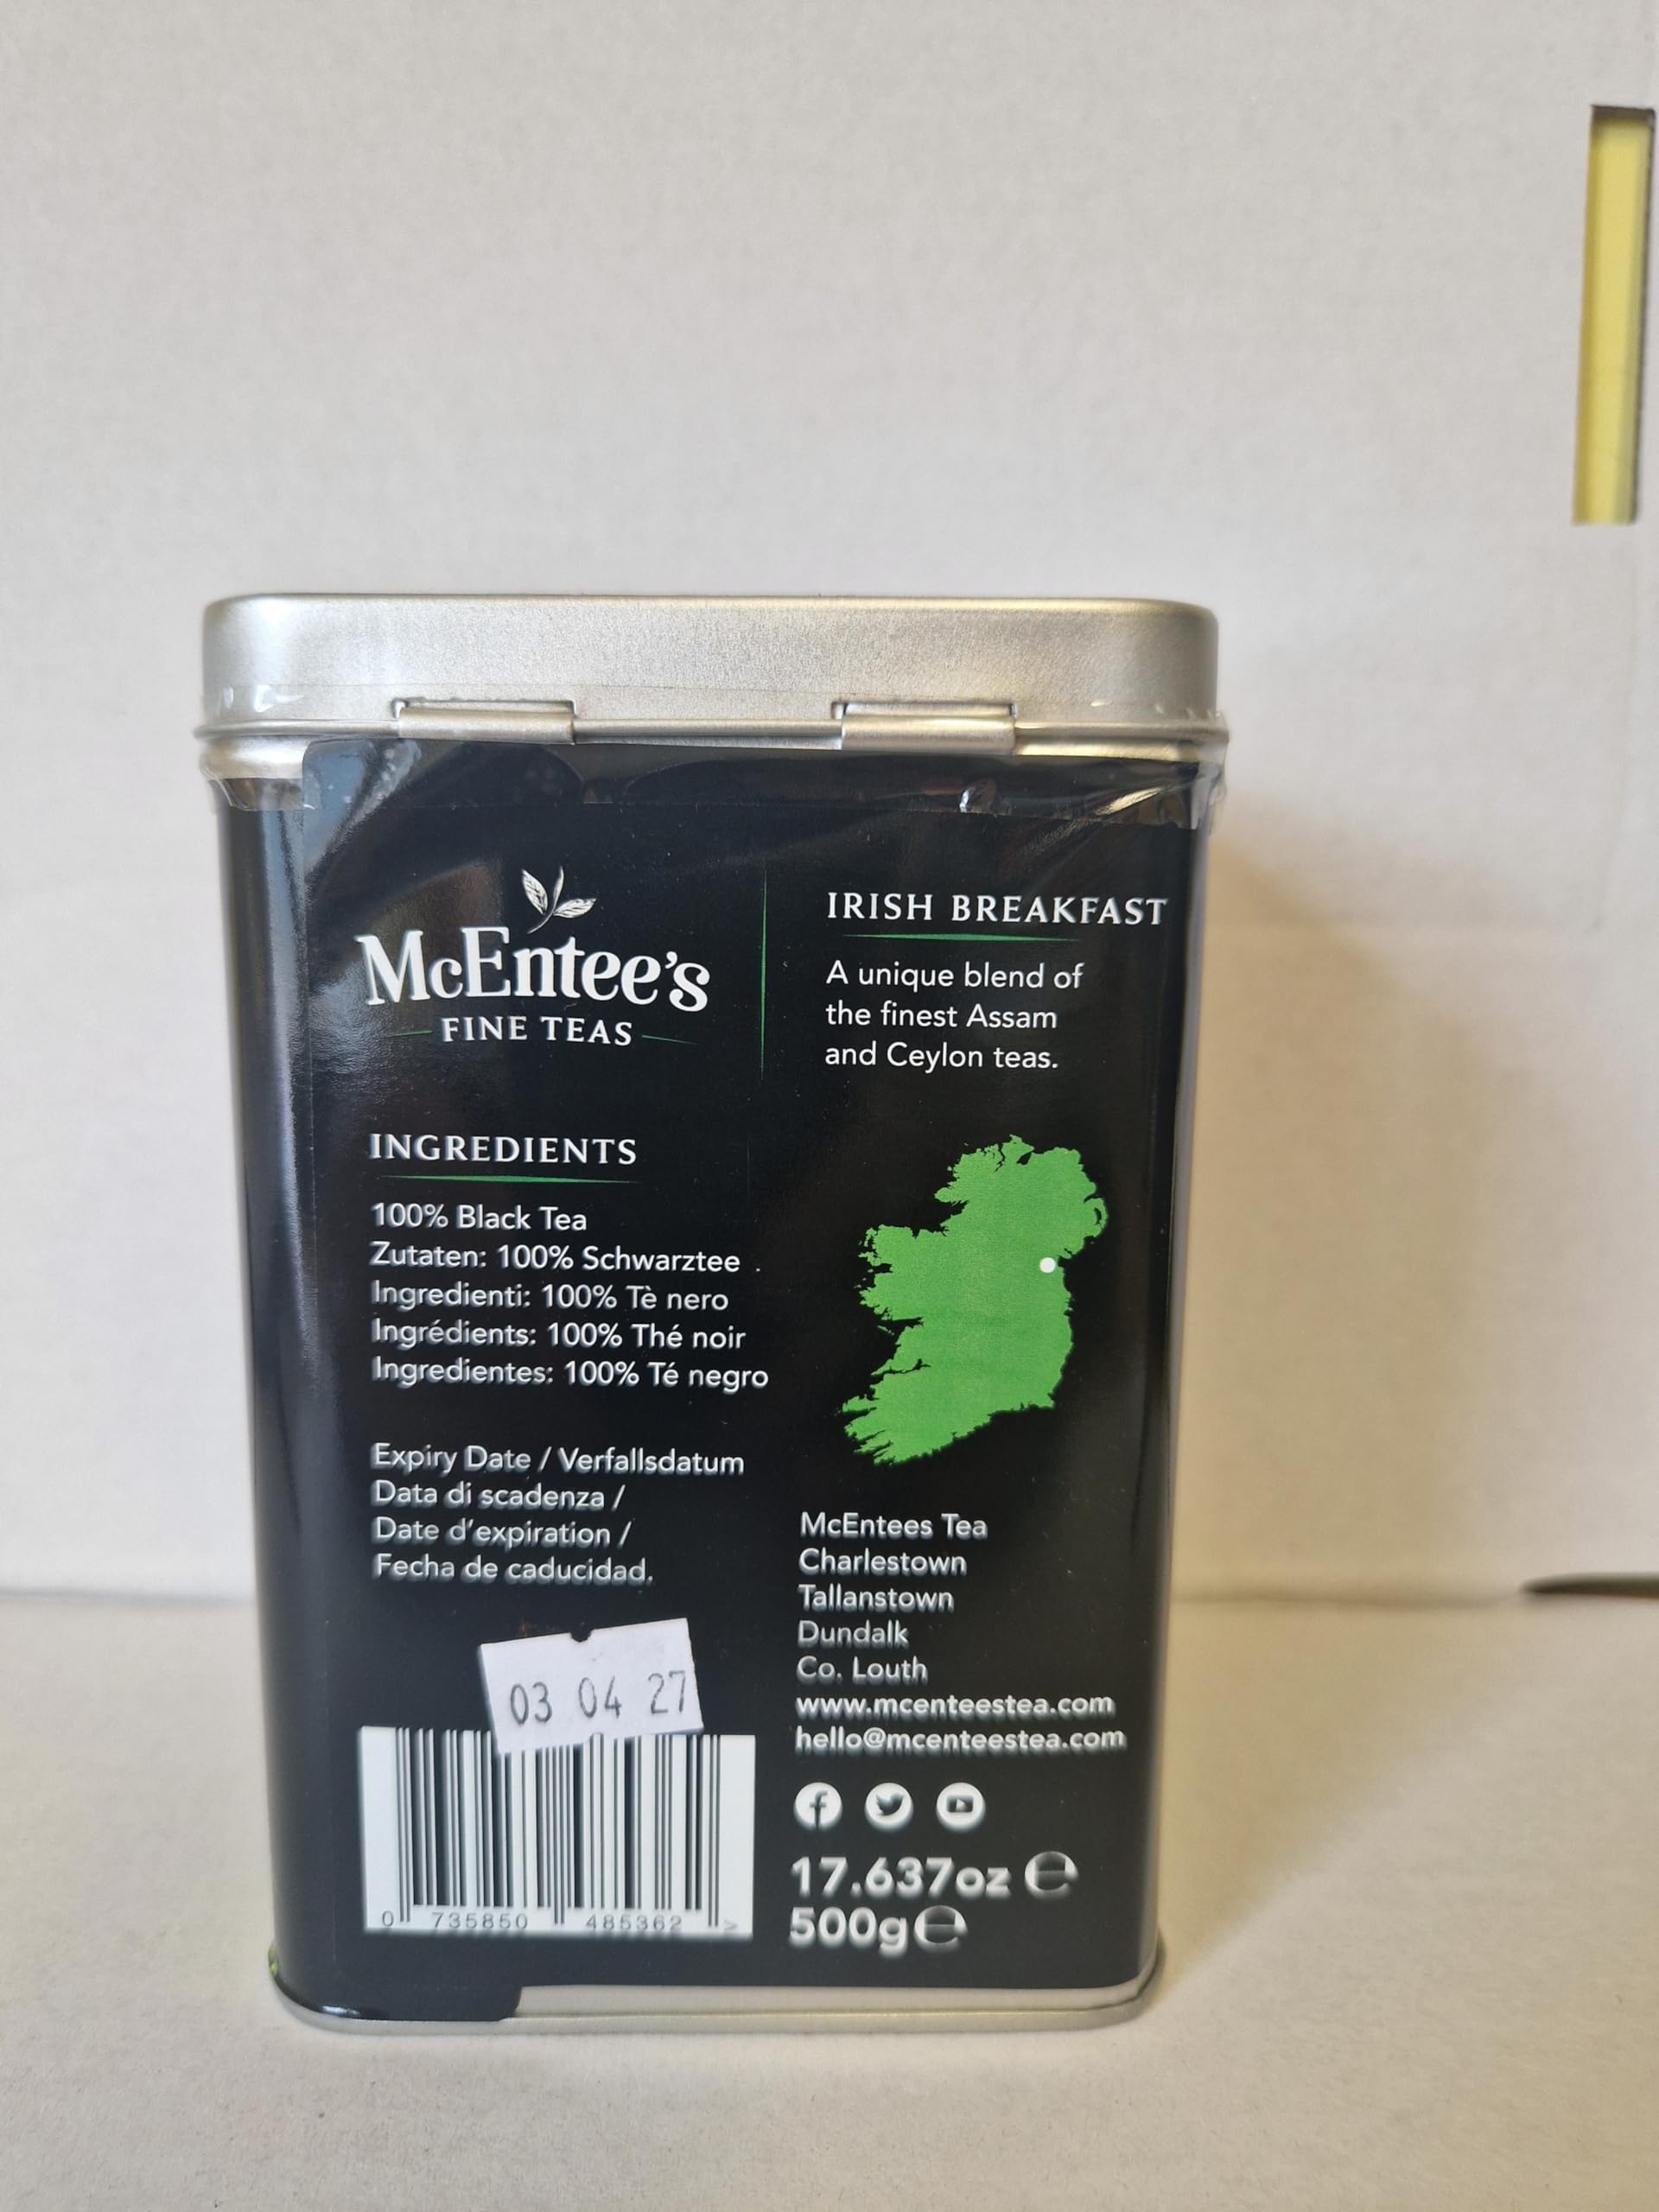 McEntee's
FINE TEAS
IRISH BREAKFAST
A unique blend of
the finest Assam
and Ceylon teas.
INGREDIENTS
100% Black Tea
Zutaten: 100% Schwarztee .
Ingredienti: 100% Tè nero
Ingrédients: 100% Thé noir
Ingredientes: 100% Té negro
Expiry Date / Verfallsdatum
Data di scadenza /
Date d'expiration /
Fecha de caducidad.
03 04 27
0 735850 485362 >
McEntees Tea
Charlestown
Tallanstown
Dundalk
Co. Louth
www.mcenteestea.com
hello@mcenteestea.com
17.637oz ℮
500g℮